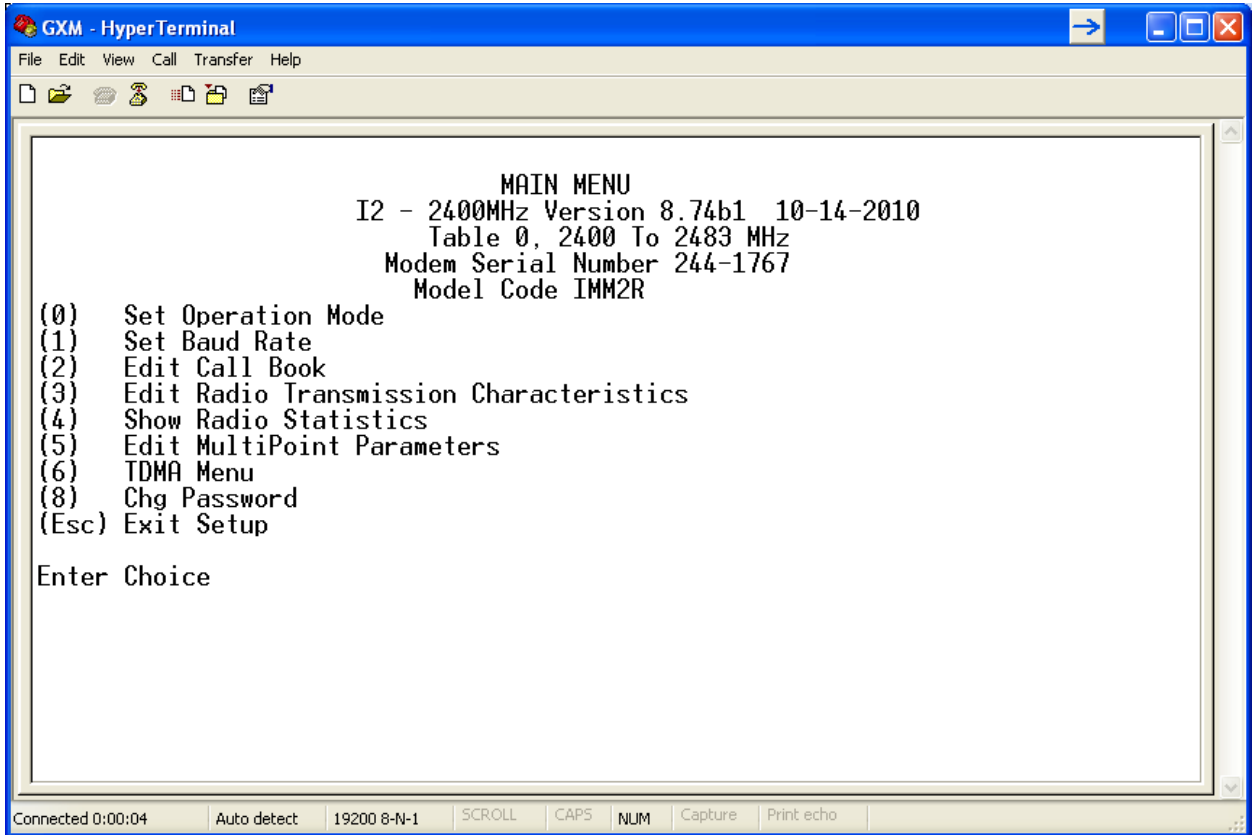 GXM - HyperTerminal
File Edit View Call Transfer Help
MAIN MENU
I2 - 2400MHz Version 8.74b1 10-14-2010
Table 0, 2400 To 2483 MHz
Modem Serial Number 244-1767
Model Code IMM2R
(0) Set Operation Mode
(1) Set Baud Rate
(2) Edit Call Book
(3) Edit Radio Transmission Characteristics
(4) Show Radio Statistics
(5) Edit MultiPoint Parameters
(6) TDMA Menu
(8) Chg Password
(Esc) Exit Setup
Enter Choice
Connected 0:00:04 Auto detect 19200 8-N-1 SCROLL CAPS NUM Capture Print echo